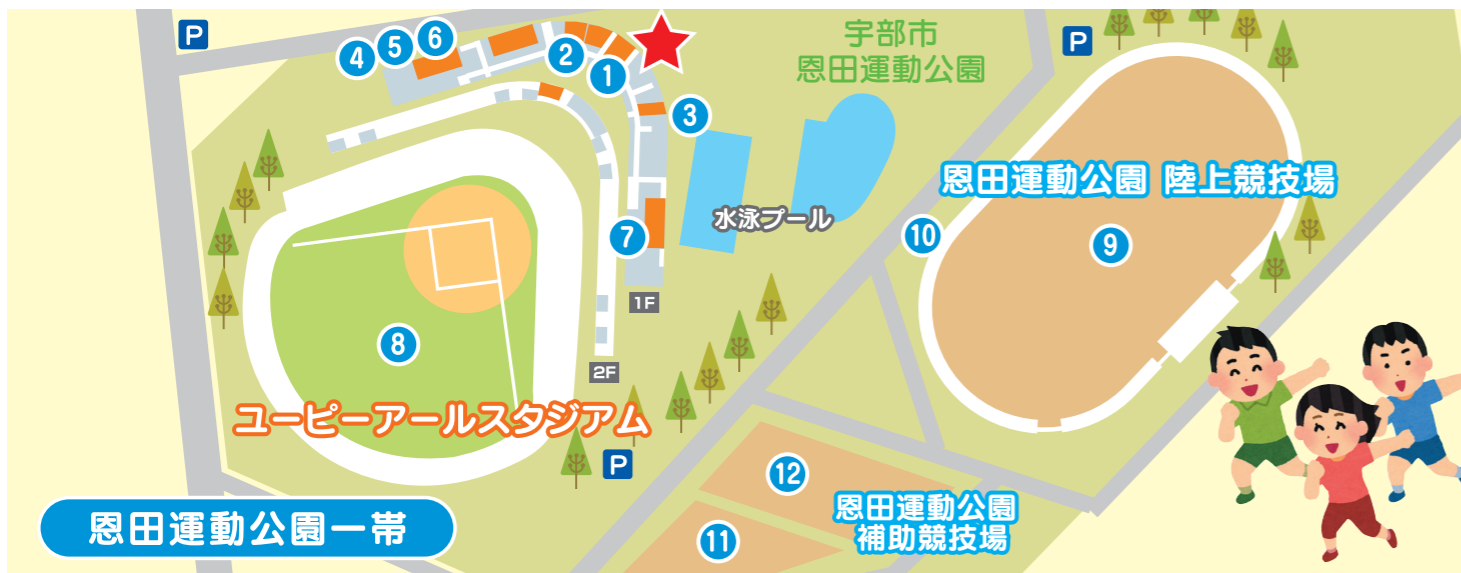 P
4
5
6
2
1
宇部市
恩田運動公園
P
3
恩田運動公園 陸上競技場
水泳プール
7
10
9
1F
8
2F
ユーピーアールスタジアム
P
12
恩田運動公園
補助競技場
11
恩田運動公園一帯